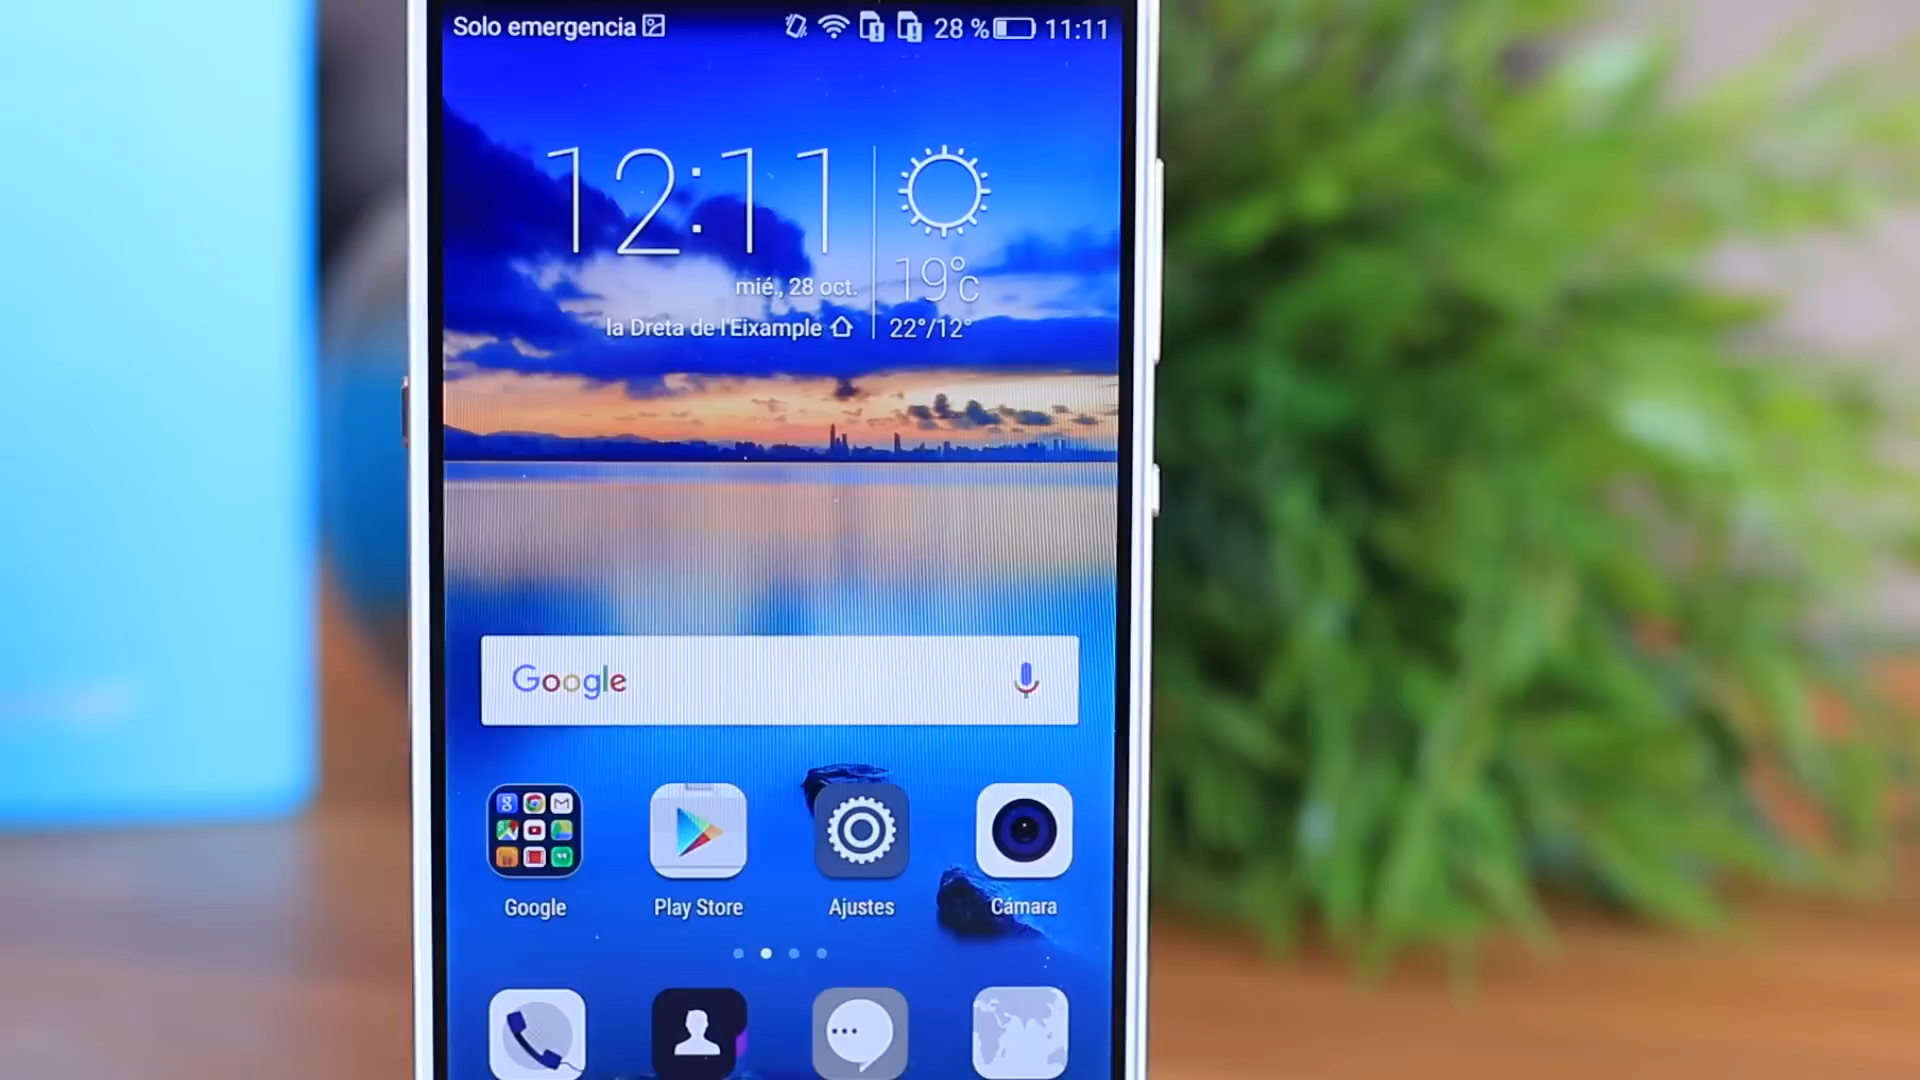 Solo emergencia 28 % 11:11
12:11
19°c
mié., 28 oct.
la Dreta de l'Eixample 22°/12°
Google
Google Play Store Ajustes Cámara